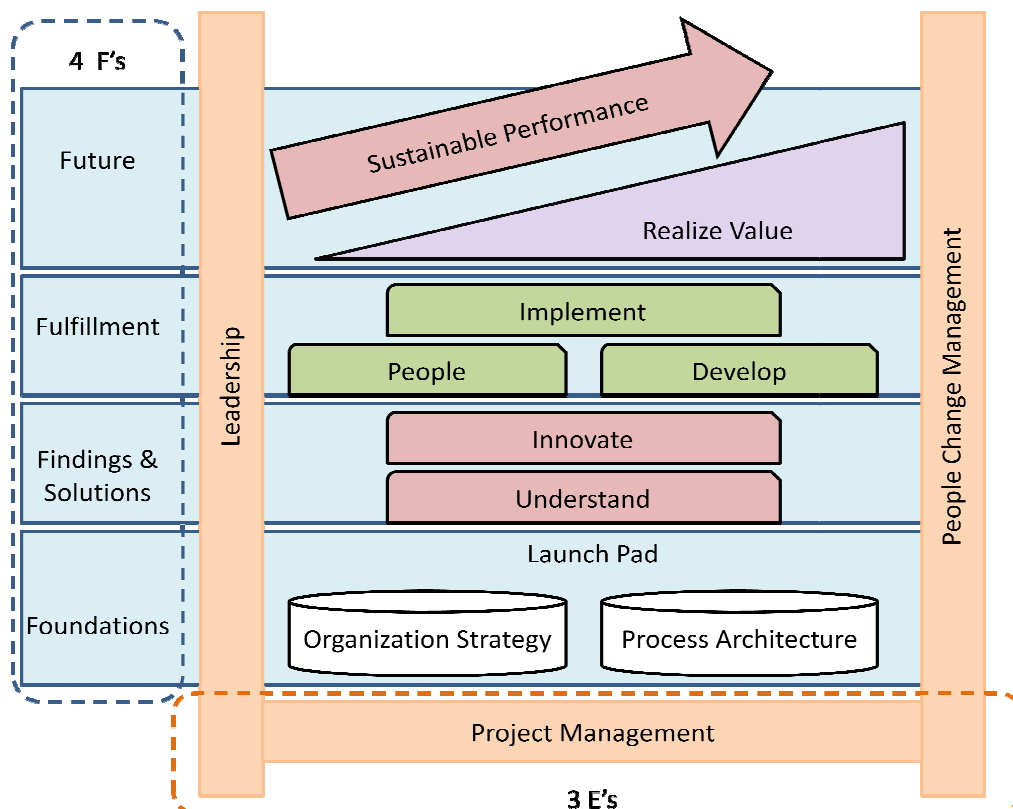 4 F's
Future
Sustainable Performance
Realize Value
Fulfillment
Implement
People
Develop
Leadership
People Change Management
Findings &
Solutions
Innovate
Understand
Launch Pad
Foundations
Organization Strategy
Process Architecture
Project Management
3 E's